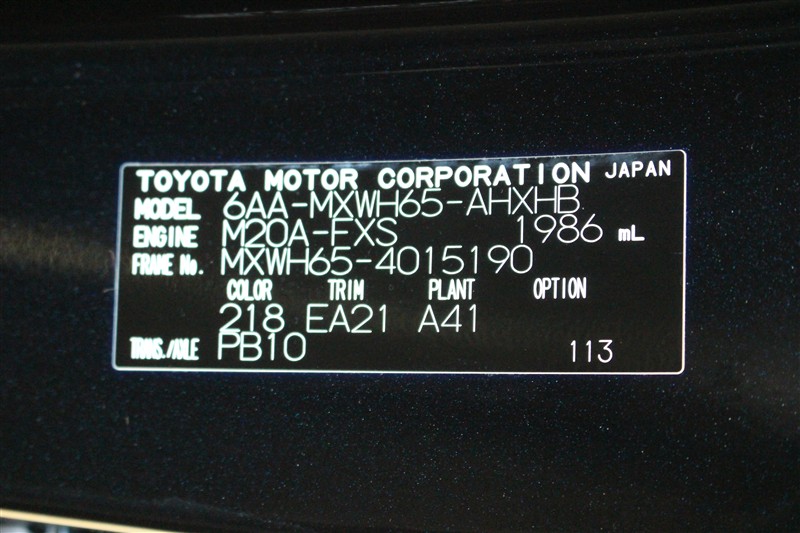 TOYOTA MOTOR CORPORATION JAPAN
MODEL 6AA-MXWH65-AHXHB
ENGINE M20A-FXS 1986 mL
FRAME No. MXWH65-4015190
COLOR TRIM PLANT OPTION
218 EA21 A41
TRANS./AXLE PB10 113